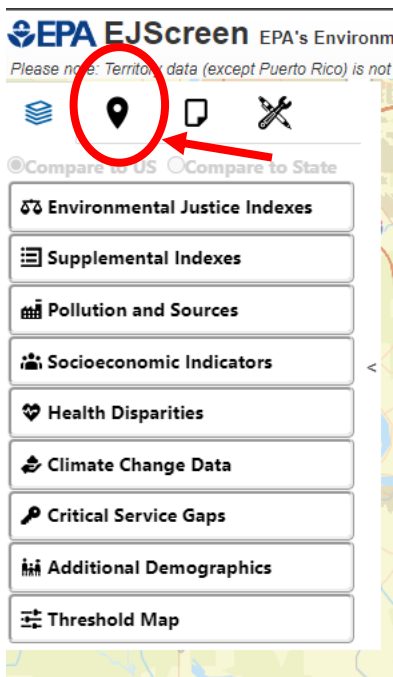 EPA EJScreen EPA's Environm
Please note: Territory data (except Puerto Rico) is not
Compare to US Compare to State
Environmental Justice Indexes
Supplemental Indexes
Pollution and Sources
Socioeconomic Indicators
<
Health Disparities
Climate Change Data
Critical Service Gaps
Additional Demographics
Threshold Map